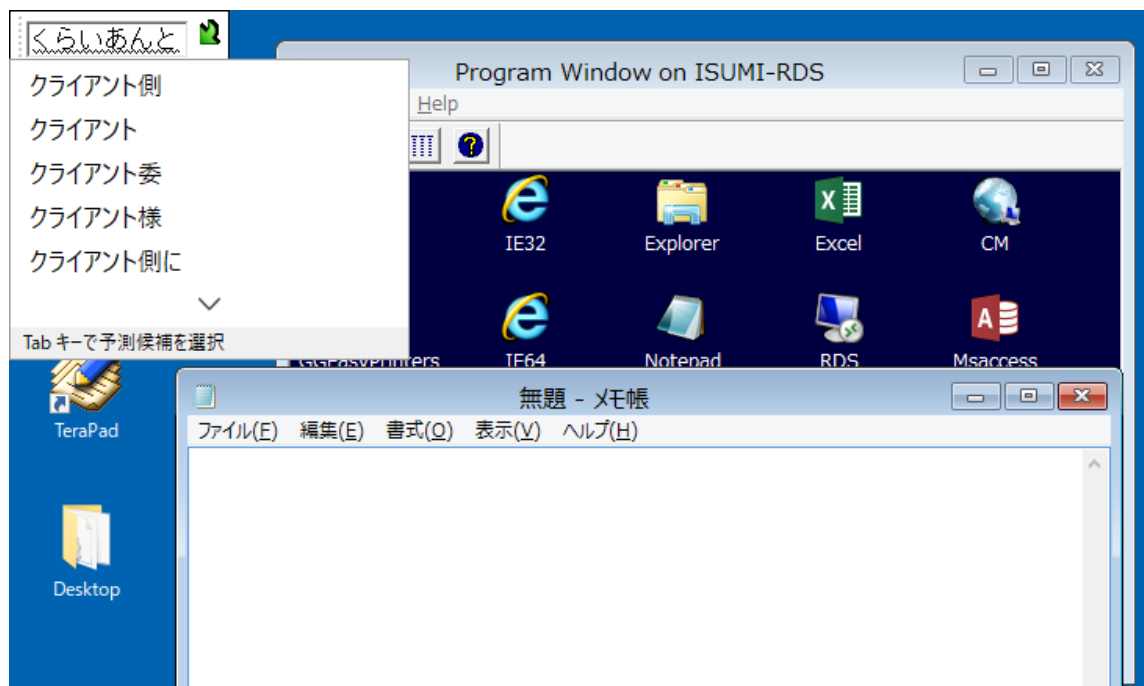 くらいあんと
クライアント側
クライアント
クライアント委
クライアント様
クライアント側に
Tab キーで予測候補を選択
Program Window on ISUMI-RDS
Help
IE32
Explorer
Excel
CM
GGEasyPrinters
IE64
Notepad
RDS
Msaccess
TeraPad
無題 - メモ帳
ファイル(F) 編集(E) 書式(O) 表示(V) ヘルプ(H)
Desktop